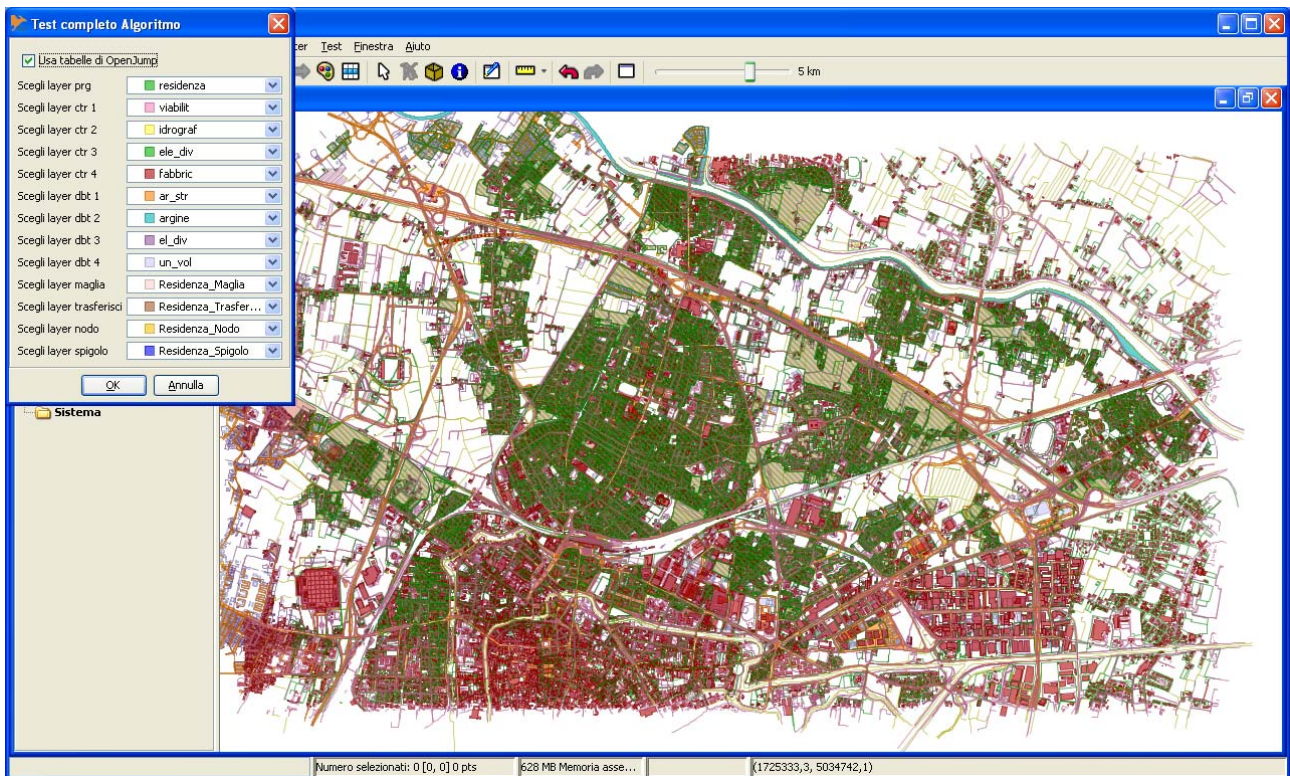 Test completo Algoritmo
Usa tabelle di OpenJump
Scegli layer prg residenza
Scegli layer ctr 1 viabilit
Scegli layer ctr 2 idrograf
Scegli layer ctr 3 ele_div
Scegli layer ctr 4 fabbric
Scegli layer dbt 1 ar_str
Scegli layer dbt 2 argine
Scegli layer dbt 3 el_div
Scegli layer dbt 4 un_vol
Scegli layer maglia Residenza_Maglia
Scegli layer trasferisci Residenza_Trasfer...
Scegli layer nodo Residenza_Nodo
Scegli layer spigolo Residenza_Spigolo
OK Annulla
ter Test Finestra Aiuto
5 km
Sistema
Numero selezionati: 0 [0, 0] 0 pts 628 MB Memoria asse... (1725333,3, 5034742,1)